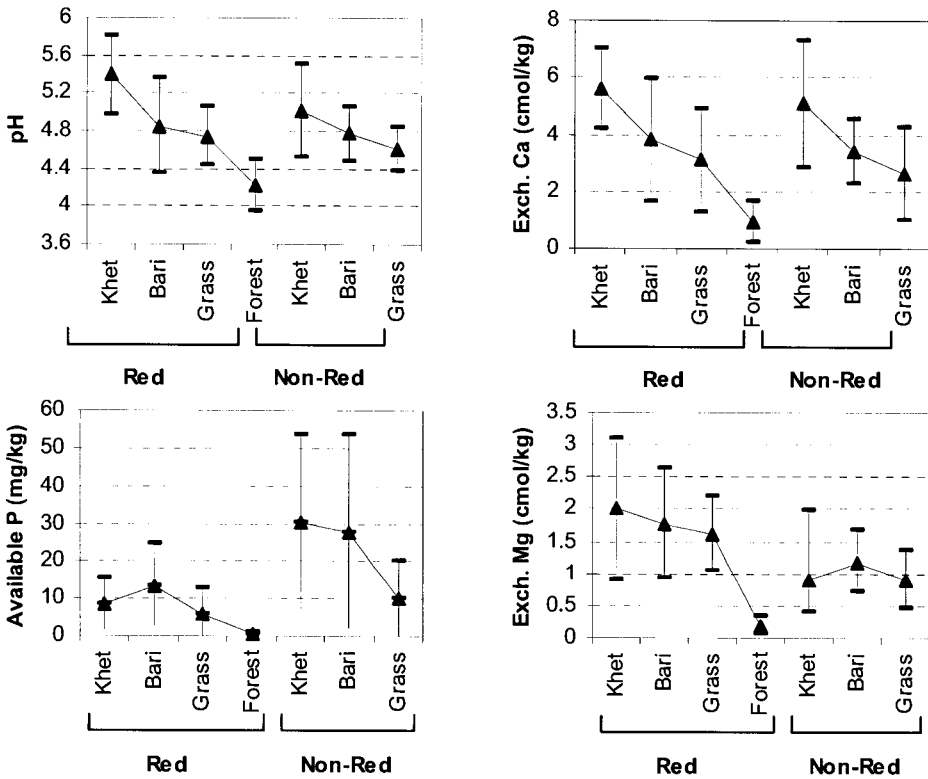 pH
6
5.6
5.2
4.8
4.4
4
3.6
Khet
Bari
Grass
Forest
Khet
Bari
Grass
Red
Non-Red
Exch. Ca (cmol/kg)
8
6
4
2
0
Khet
Bari
Grass
Forest
Khet
Bari
Grass
Red
Non-Red
Available P (mg/kg)
60
50
40
30
20
10
0
Khet
Bari
Grass
Forest
Khet
Bari
Grass
Red
Non-Red
Exch. Mg (cmol/kg)
3.5
3
2.5
2
1.5
1
0.5
0
Khet
Bari
Grass
Forest
Khet
Bari
Grass
Red
Non-Red